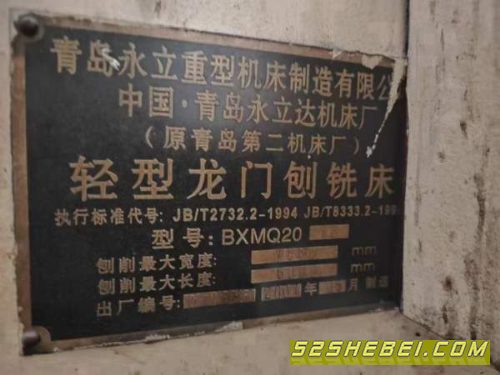 青岛永立重型机床制造有限公
中国·青岛永立达机床厂
(原青岛第二机床厂)
轻型龙门刨铣床
执行标准代号: JB/T2732.2-1994 JB/T8333.2-199
型号: BXMQ20
刨削最大宽度: mm
刨削最大长度: mm
出厂编号: 年 月 制造
52SHEBEI.COM